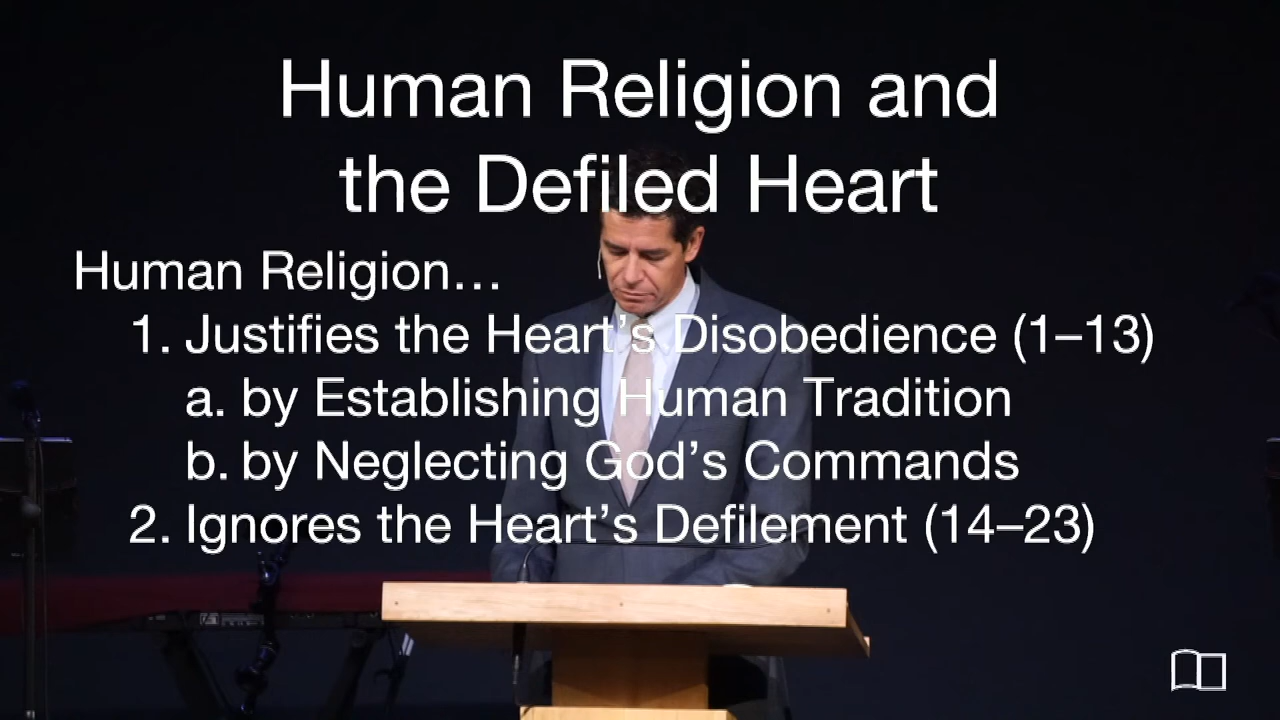 Human Religion and
the Defiled Heart
Human Religion…
1. Justifies the Heart’s Disobedience (1–13)
a. by Establishing Human Tradition
b. by Neglecting God’s Commands
2. Ignores the Heart’s Defilement (14–23)